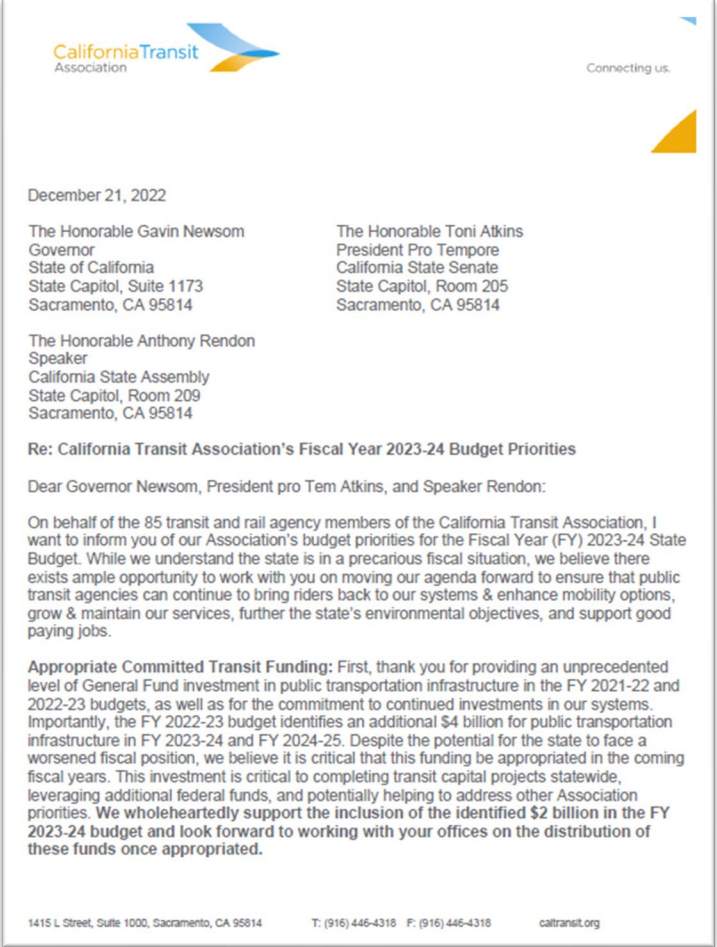 CaliforniaTransit
Association
Connecting us.
December 21, 2022
The Honorable Gavin Newsom
Governor
State of California
State Capitol, Suite 1173
Sacramento, CA 95814
The Honorable Toni Atkins
President Pro Tempore
California State Senate
State Capitol, Room 205
Sacramento, CA 95814
The Honorable Anthony Rendon
Speaker
California State Assembly
State Capitol, Room 209
Sacramento, CA 95814
Re: California Transit Association's Fiscal Year 2023-24 Budget Priorities
Dear Governor Newsom, President pro Tem Atkins, and Speaker Rendon:
On behalf of the 85 transit and rail agency members of the California Transit Association, I
want to inform you of our Association's budget priorities for the Fiscal Year (FY) 2023-24 State
Budget. While we understand the state is in a precarious fiscal situation, we believe there
exists ample opportunity to work with you on moving our agenda forward to ensure that public
transit agencies can continue to bring riders back to our systems & enhance mobility options,
grow & maintain our services, further the state's environmental objectives, and support good
paying jobs.
Appropriate Committed Transit Funding: First, thank you for providing an unprecedented
level of General Fund investment in public transportation infrastructure in the FY 2021-22 and
2022-23 budgets, as well as for the commitment to continued investments in our systems.
Importantly, the FY 2022-23 budget identifies an additional $4 billion for public transportation
infrastructure in FY 2023-24 and FY 2024-25. Despite the potential for the state to face a
worsened fiscal position, we believe it is critical that this funding be appropriated in the coming
fiscal years. This investment is critical to completing transit capital projects statewide,
leveraging additional federal funds, and potentially helping to address other Association
priorities. We wholeheartedly support the inclusion of the identified $2 billion in the FY
2023-24 budget and look forward to working with your offices on the distribution of
these funds once appropriated.
1415 L Street, Suite 1000, Sacramento, CA 95814 T: (916) 446-4318 F: (916) 446-4318 caltransit.org